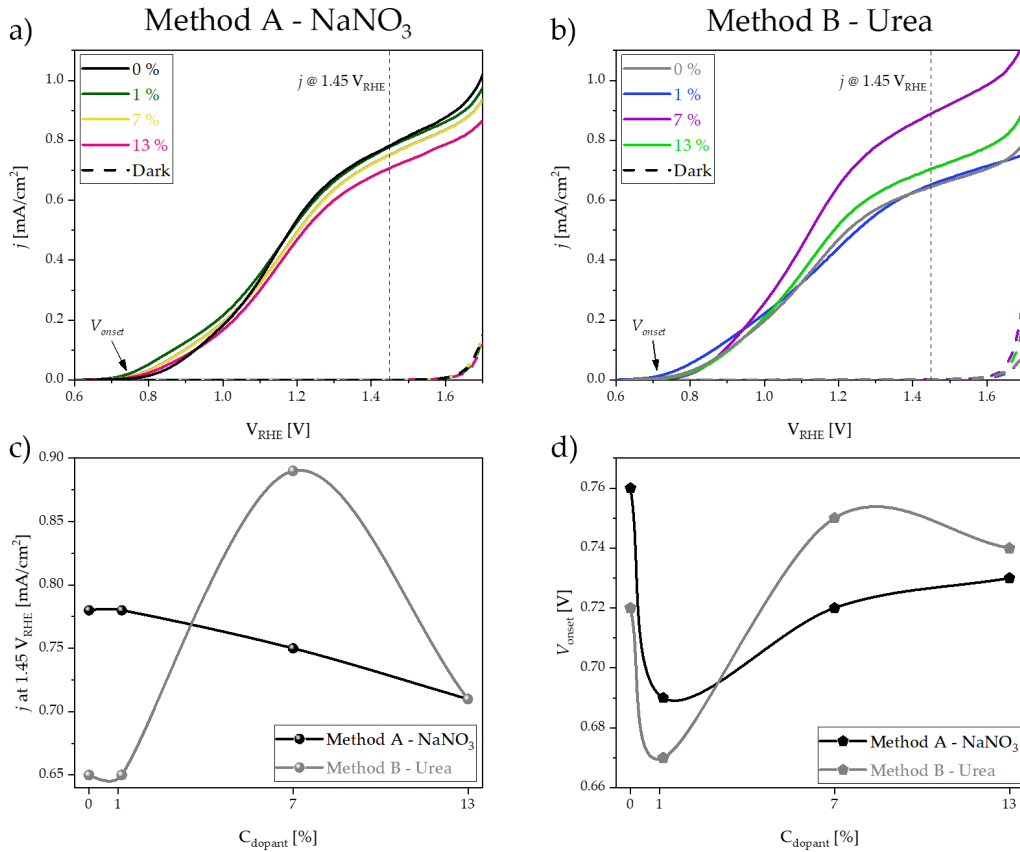 Method A - NaNO3
Method B - Urea
a)
0 %
1 %
7 %
13 %
Dark
j @ 1.45 VRHE
Vonset
j [mA/cm2]
1.0
0.8
0.6
0.4
0.2
0.0
0.6
0.8
1.0
1.2
1.4
1.6
VRHE [V]
b)
0 %
1 %
7 %
13 %
Dark
j @ 1.45 VRHE
Vonset
j [mA/cm2]
1.0
0.8
0.6
0.4
0.2
0.0
0.6
0.8
1.0
1.2
1.4
1.6
VRHE [V]
c)
j at 1.45 VRHE [mA/cm2]
0.90
0.85
0.80
0.75
0.70
0.65
Method A - NaNO3
Method B - Urea
0
1
7
13
Cdopant [%]
d)
Vonset [V]
0.76
0.74
0.72
0.70
0.68
0.66
Method A - NaNO3
Method B - Urea
0
1
7
13
Cdopant [%]